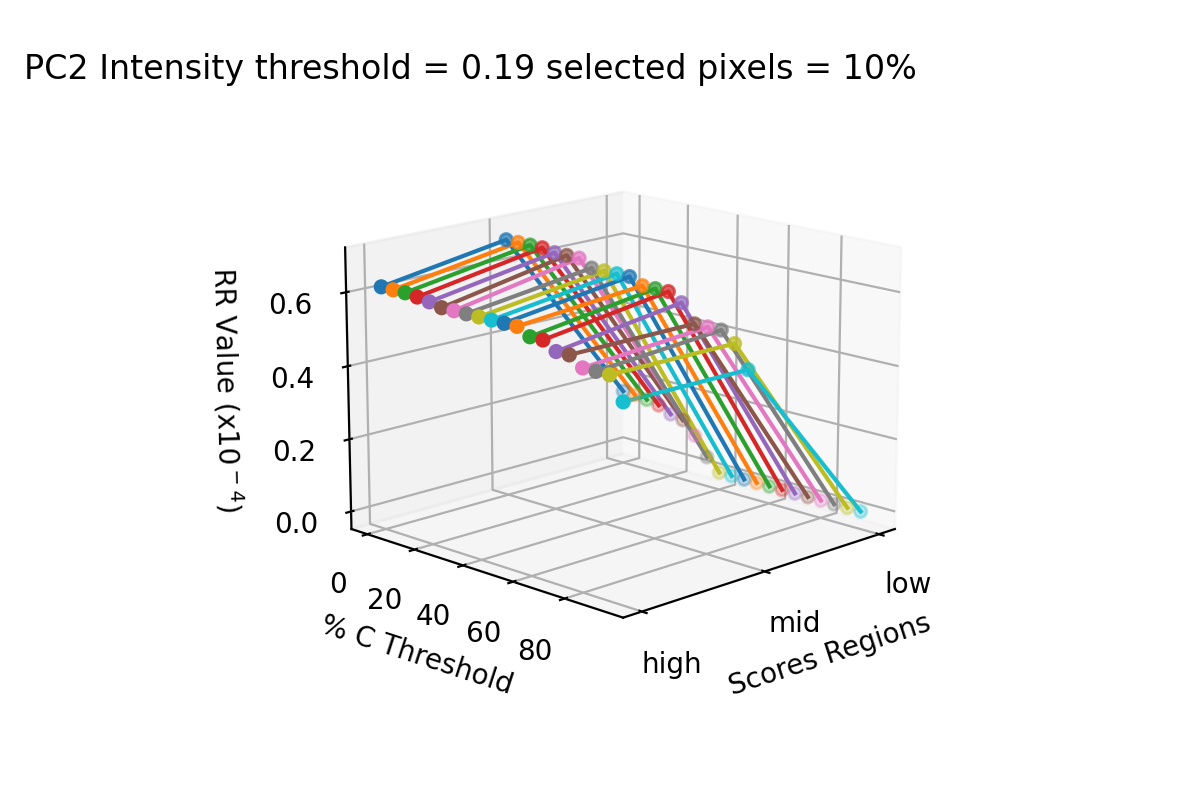 PC2 Intensity threshold = 0.19 selected pixels = 10%
RR Value (x10⁻⁴)
0.6
0.4
0.2
0.0
0
20
40
60
80
% C Threshold
high
mid
low
Scores Regions